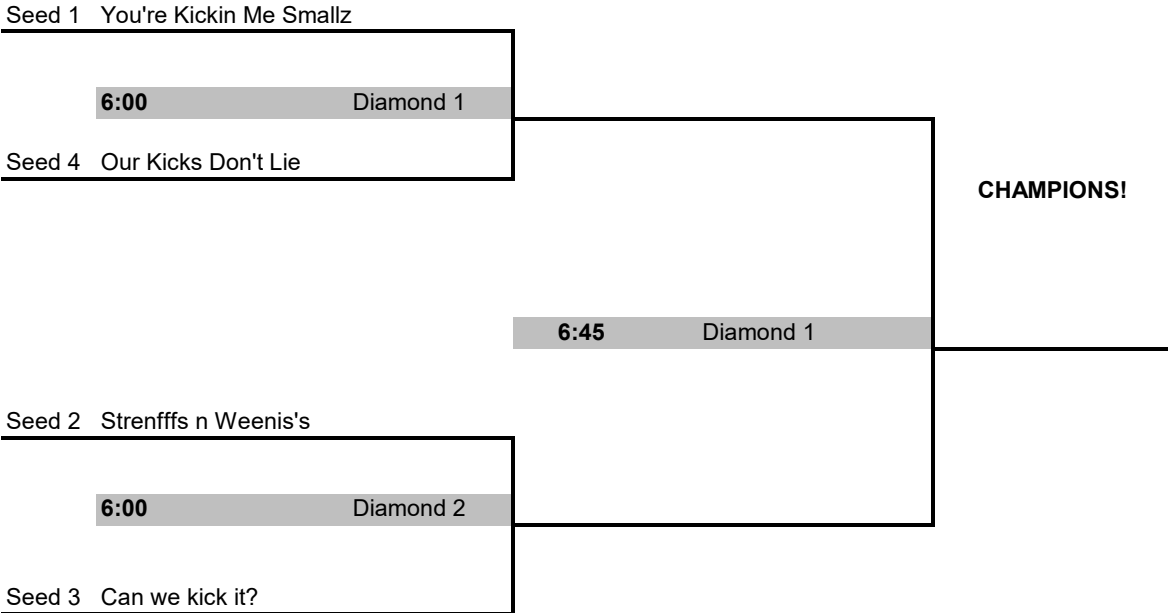 Seed 1 You're Kickin Me Smallz
6:00 Diamond 1
Seed 4 Our Kicks Don't Lie
CHAMPIONS!
6:45 Diamond 1
Seed 2 Strenfffs n Weenis's
6:00 Diamond 2
Seed 3 Can we kick it?